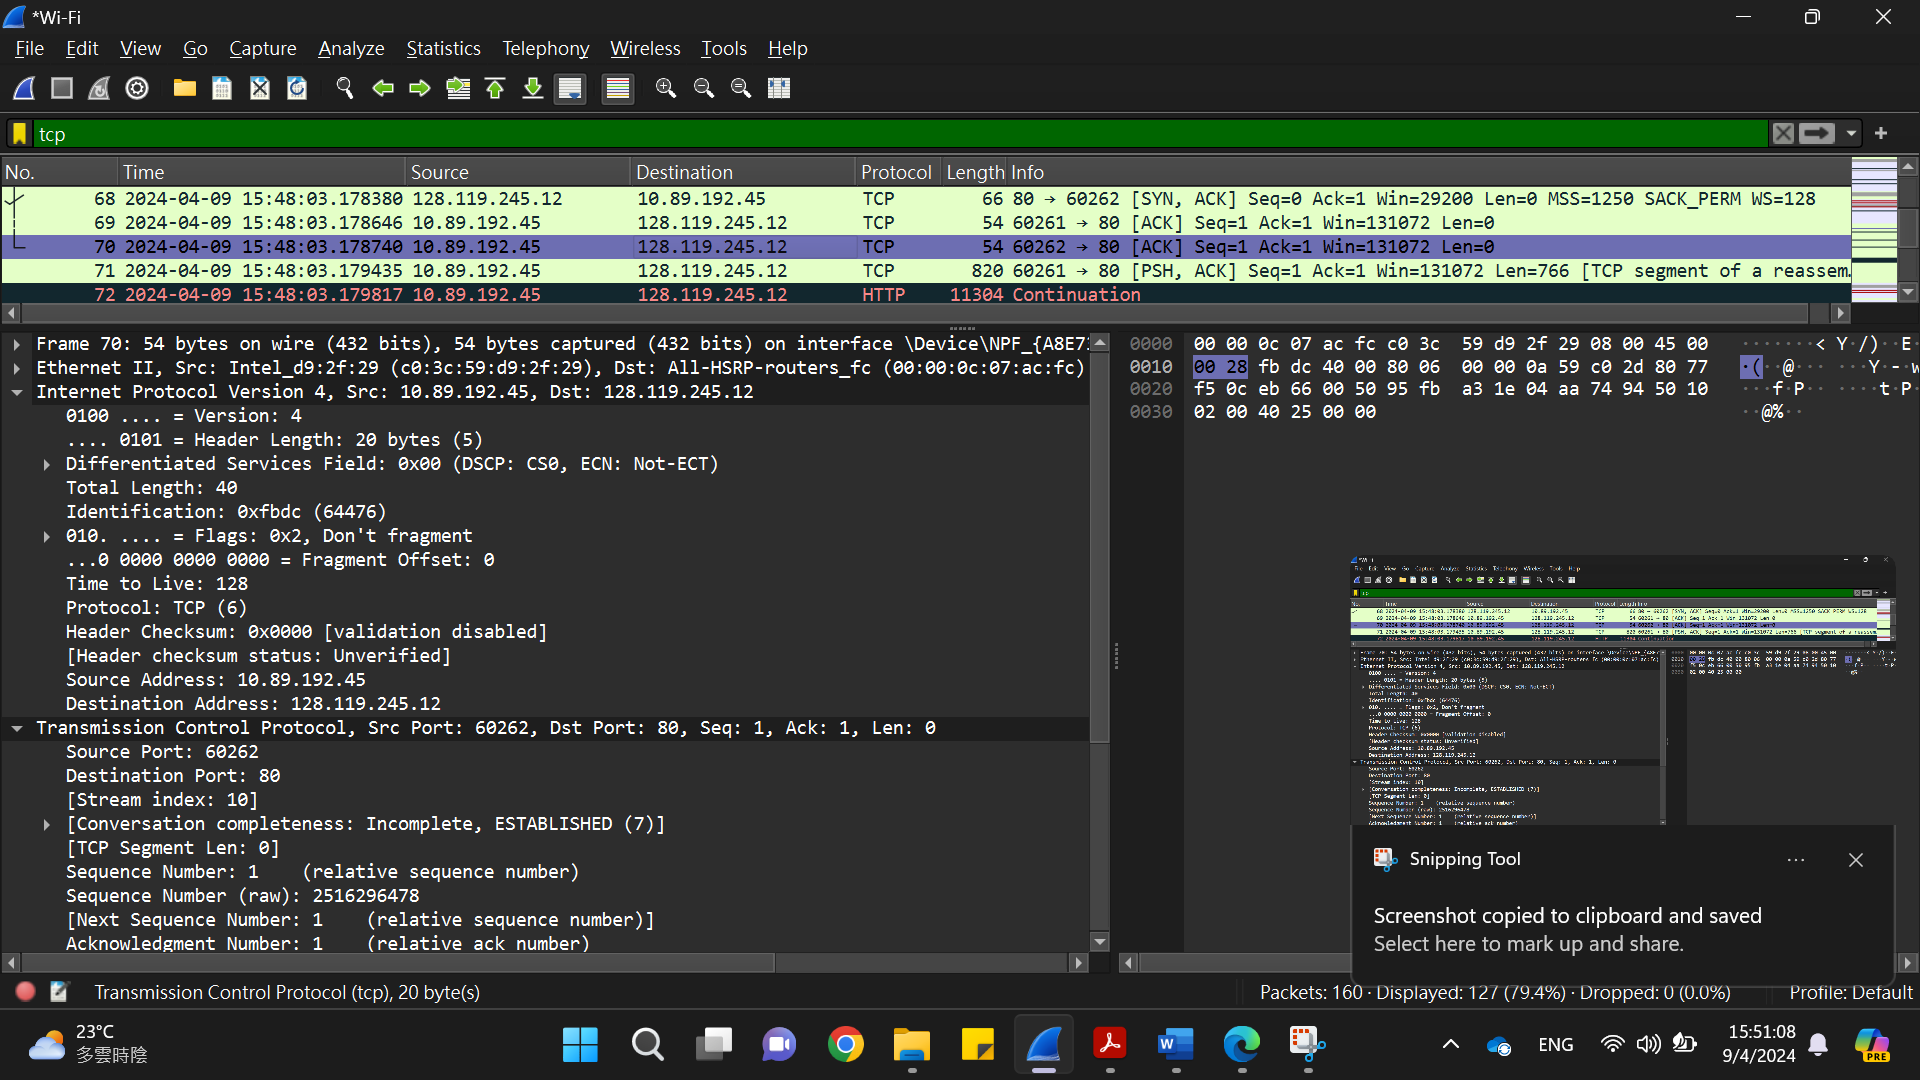 *Wi-Fi
File Edit View Go Capture Analyze Statistics Telephony Wireless Tools Help
tcp
No. Time Source Destination Protocol Length Info
68 2024-04-09 15:48:03.178380 128.119.245.12 10.89.192.45 TCP 66 80 → 60262 [SYN, ACK] Seq=0 Ack=1 Win=29200 Len=0 MSS=1250 SACK_PERM WS=128
69 2024-04-09 15:48:03.178646 10.89.192.45 128.119.245.12 TCP 54 60261 → 80 [ACK] Seq=1 Ack=1 Win=131072 Len=0
70 2024-04-09 15:48:03.178740 10.89.192.45 128.119.245.12 TCP 54 60262 → 80 [ACK] Seq=1 Ack=1 Win=131072 Len=0
71 2024-04-09 15:48:03.179435 10.89.192.45 128.119.245.12 TCP 820 60261 → 80 [PSH, ACK] Seq=1 Ack=1 Win=131072 Len=766 [TCP segment of a reassem…
72 2024-04-09 15:48:03.179817 10.89.192.45 128.119.245.12 HTTP 11304 Continuation
Frame 70: 54 bytes on wire (432 bits), 54 bytes captured (432 bits) on interface \Device\NPF_{A8E7
Ethernet II, Src: Intel_d9:2f:29 (c0:3c:59:d9:2f:29), Dst: All-HSRP-routers_fc (00:00:0c:07:ac:fc)
Internet Protocol Version 4, Src: 10.89.192.45, Dst: 128.119.245.12
0100 .... = Version: 4
.... 0101 = Header Length: 20 bytes (5)
Differentiated Services Field: 0x00 (DSCP: CS0, ECN: Not-ECT)
Total Length: 40
Identification: 0xfbdc (64476)
010. .... = Flags: 0x2, Don't fragment
...0 0000 0000 0000 = Fragment Offset: 0
Time to Live: 128
Protocol: TCP (6)
Header Checksum: 0x0000 [validation disabled]
[Header checksum status: Unverified]
Source Address: 10.89.192.45
Destination Address: 128.119.245.12
Transmission Control Protocol, Src Port: 60262, Dst Port: 80, Seq: 1, Ack: 1, Len: 0
Source Port: 60262
Destination Port: 80
[Stream index: 10]
[Conversation completeness: Incomplete, ESTABLISHED (7)]
[TCP Segment Len: 0]
Sequence Number: 1 (relative sequence number)
Sequence Number (raw): 2516296478
[Next Sequence Number: 1 (relative sequence number)]
Acknowledgment Number: 1 (relative ack number)
0000 00 00 0c 07 ac fc c0 3c 59 d9 2f 29 08 00 45 00 ·······< Y·/)··E·
0010 00 28 fb dc 40 00 80 06 00 00 0a 59 c0 2d 80 77 ·(··@··· ···Y·-·w
0020 f5 0c eb 66 00 50 95 fb a3 1e 04 aa 74 94 50 10 ···f·P·· ····t·P·
0030 02 00 40 25 00 00 ··@%··
Snipping Tool
Screenshot copied to clipboard and saved
Select here to mark up and share.
Transmission Control Protocol (tcp), 20 byte(s)
Packets: 160 · Displayed: 127 (79.4%) · Dropped: 0 (0.0%)
Profile: Default
23°C
多雲時陰
ENG
15:51:08
9/4/2024
PRE